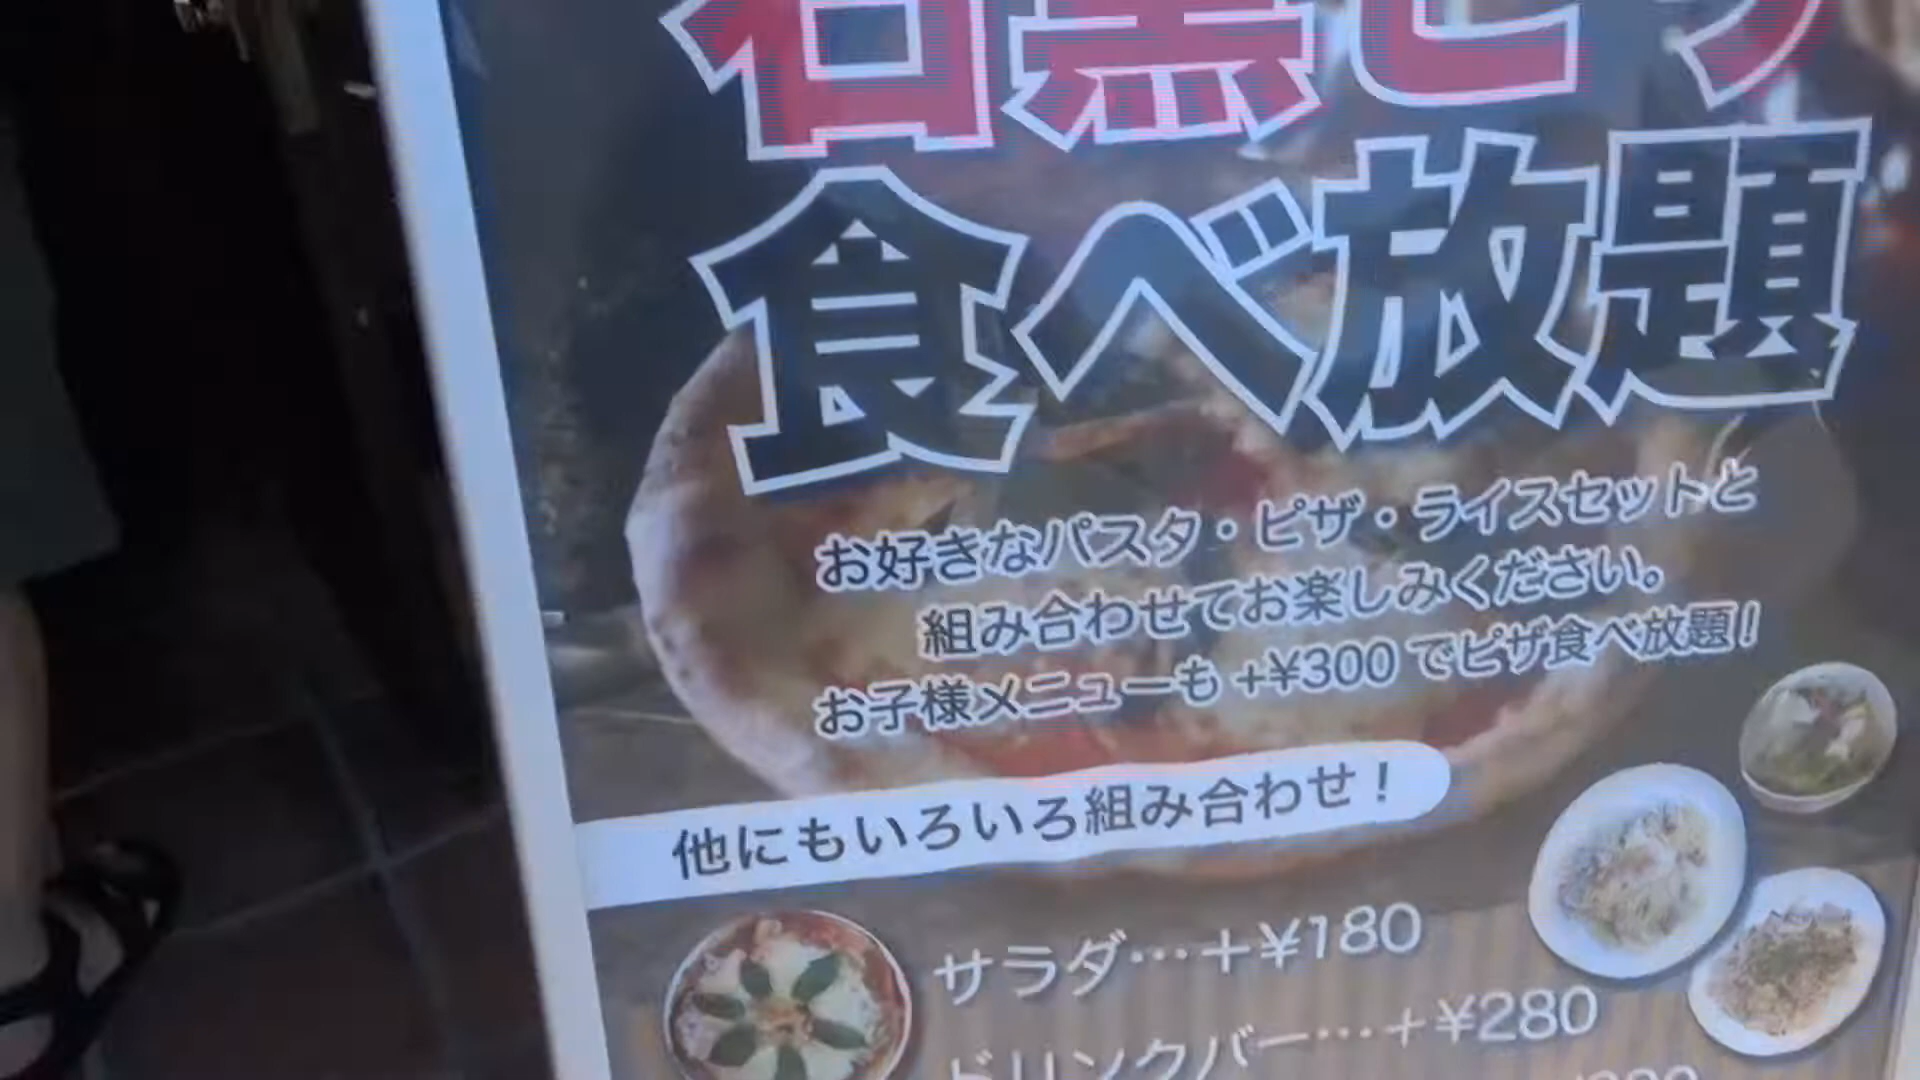 石窯ピザ
食べ放題
お好きなパスタ・ピザ・ライスセットと
組み合わせてお楽しみください。
お子様メニューも +¥300 でピザ食べ放題！
他にもいろいろ組み合わせ！
サラダ…＋¥180
ドリンクバー…＋¥280